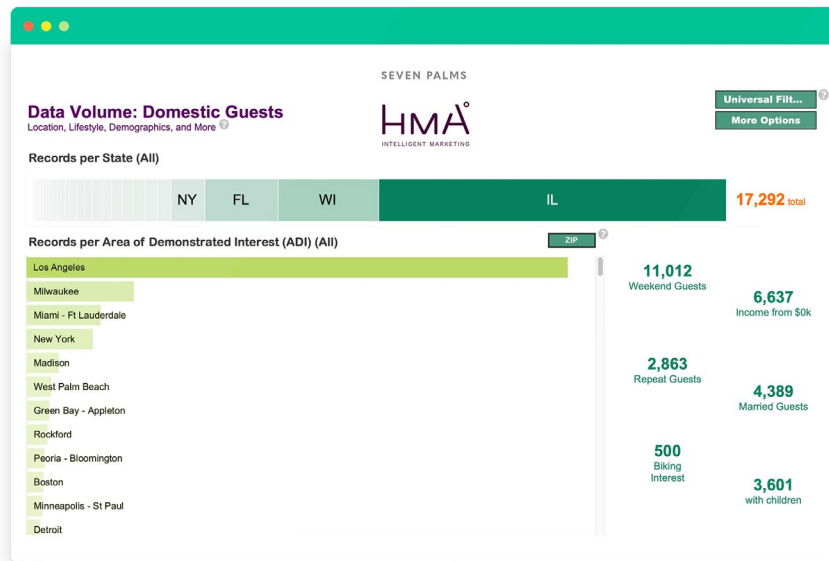 SEVEN PALMS
Data Volume: Domestic Guests
Location, Lifestyle, Demographics, and More ?
HMA
INTELLIGENT MARKETING
Universal Filt... ?
More Options
Records per State (All)
NY FL WI IL
17,292 total
Records per Area of Demonstrated Interest (ADI) (All)
ZIP ?
Los Angeles
Milwaukee
Miami - Ft Lauderdale
New York
Madison
West Palm Beach
Green Bay - Appleton
Rockford
Peoria - Bloomington
Boston
Minneapolis - St Paul
Detroit
11,012
Weekend Guests
6,637
Income from $0k
2,863
Repeat Guests
4,389
Married Guests
500
Biking
Interest
3,601
with children